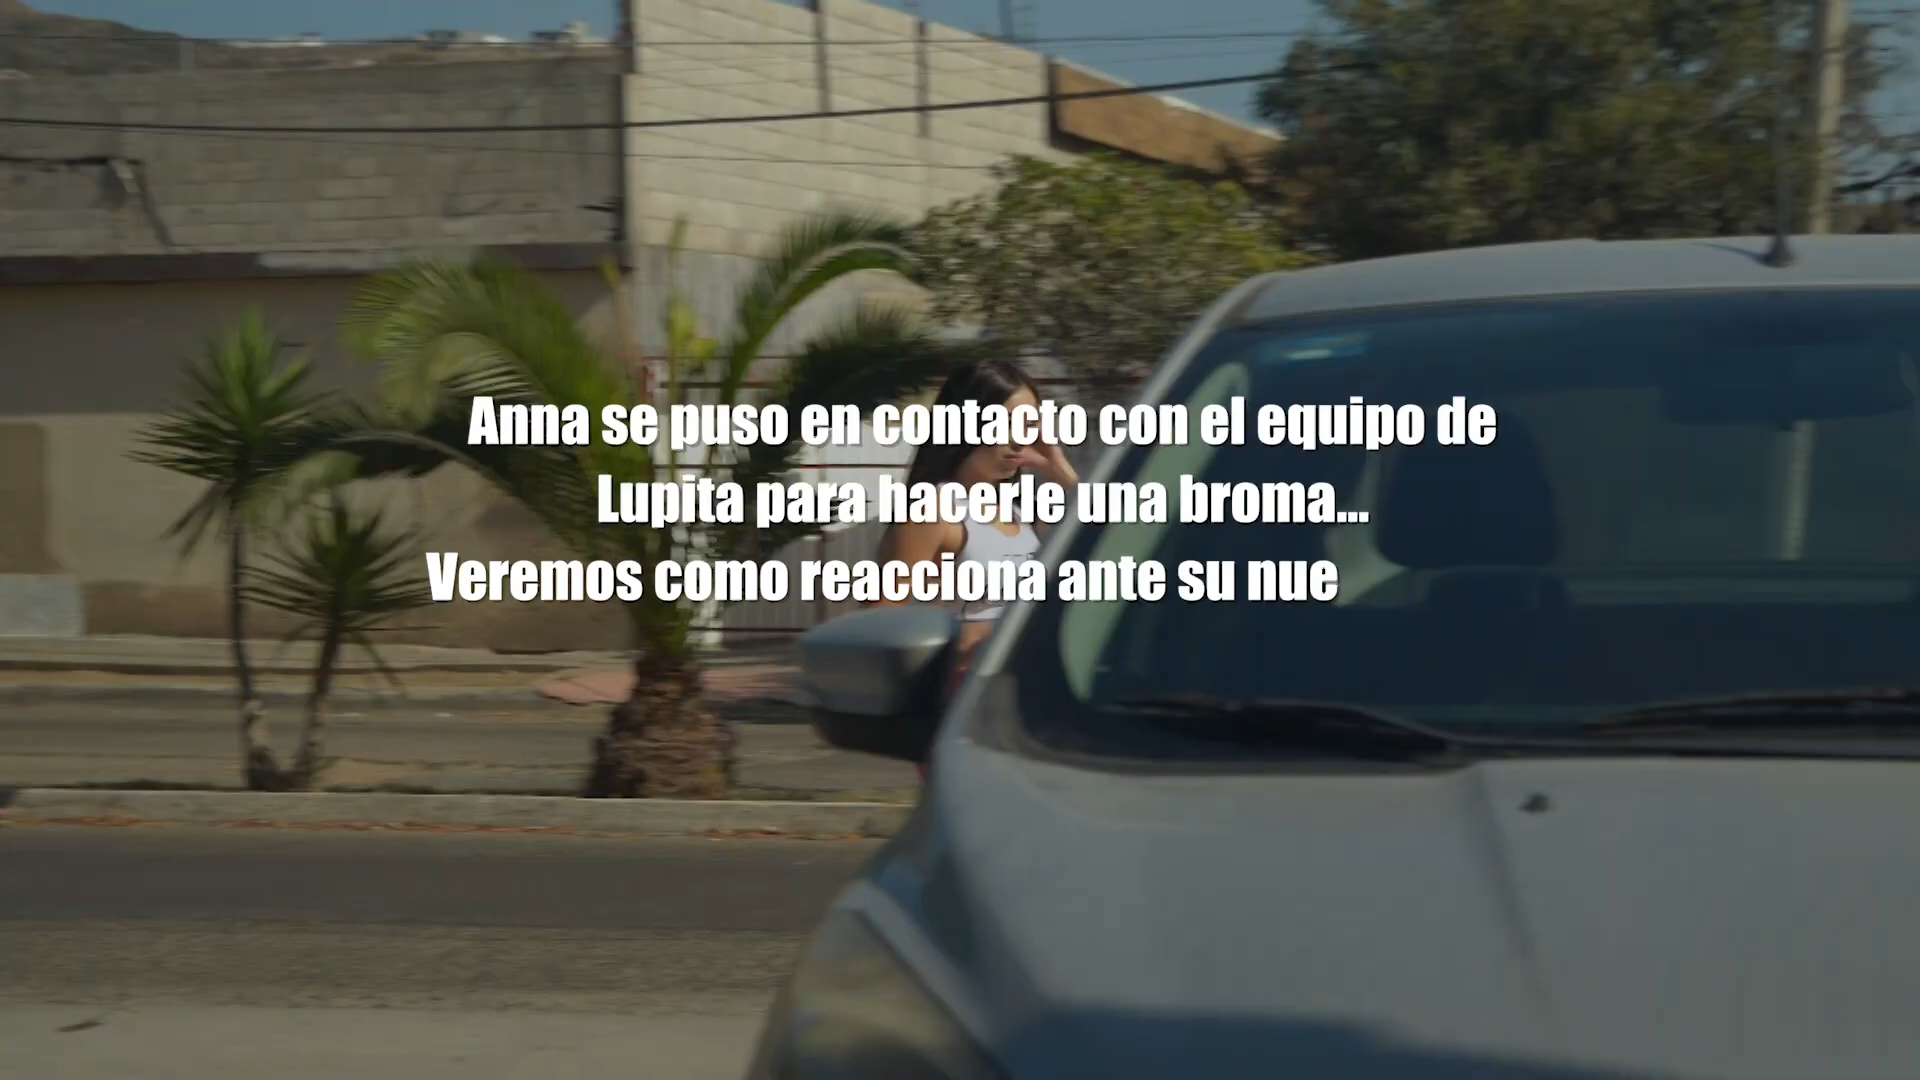 Anna se puso en contacto con el equipo de
Lupita para hacerle una broma...
Veremos como reacciona ante su nue